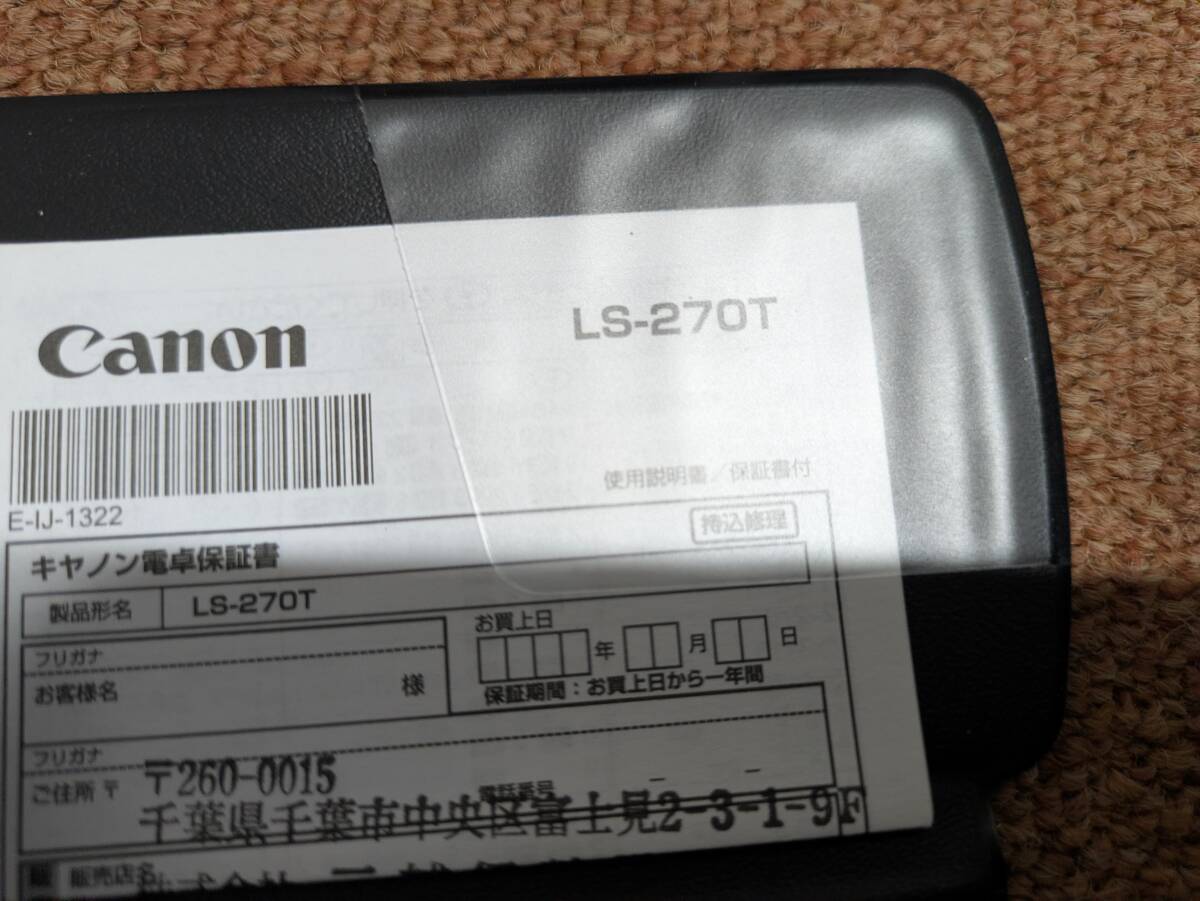 Canon
LS-270T
E-IJ-1322
使用説明書／保証書付
持込修理
キヤノン電卓保証書
製品形名 LS-270T
フリガナ
お客様名 様
お買上日 年 月 日
保証期間：お買上日から一年間
フリガナ
ご住所 〒
〒260-0015
電話番号 － －
千葉県千葉市中央区富士見2-3-1-9F
販売店名
株式会社